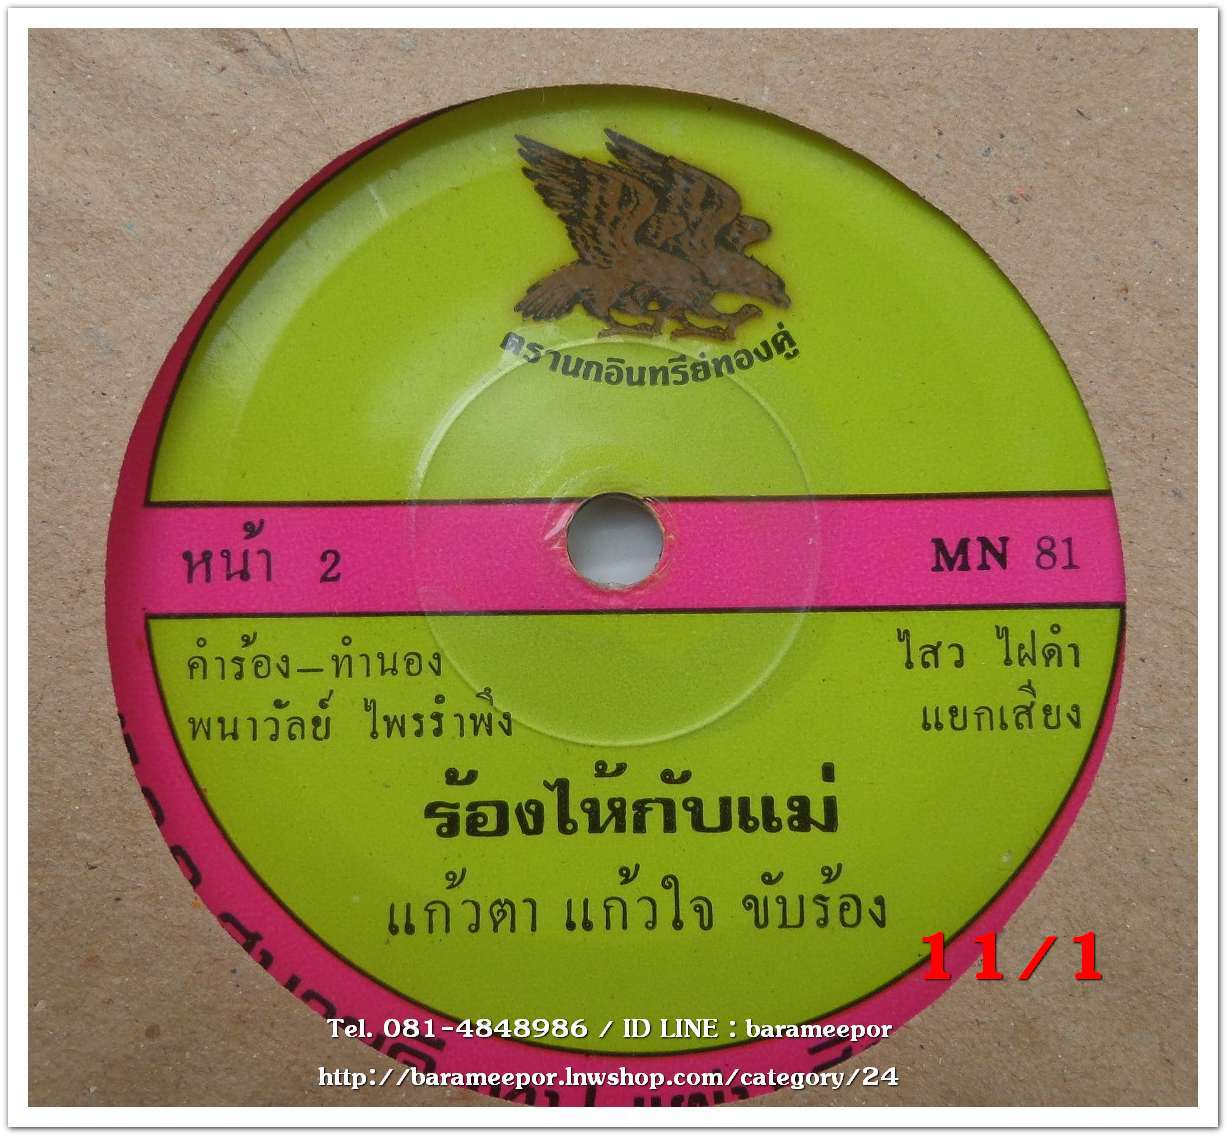 ตรานกอินทรีย์ทองคู่
หน้า 2
MN 81
คำร้อง-ทำนอง
พนาวัลย์ ไพรรำพึง
ไสว ไฝดำ
แยกเสียง
ร้องไห้กับแม่
แก้วตา แก้วใจ ขับร้อง
11/1
Tel. 081-4848986 / ID LINE : barameepor
http://barameepor.lnwshop.com/category/24